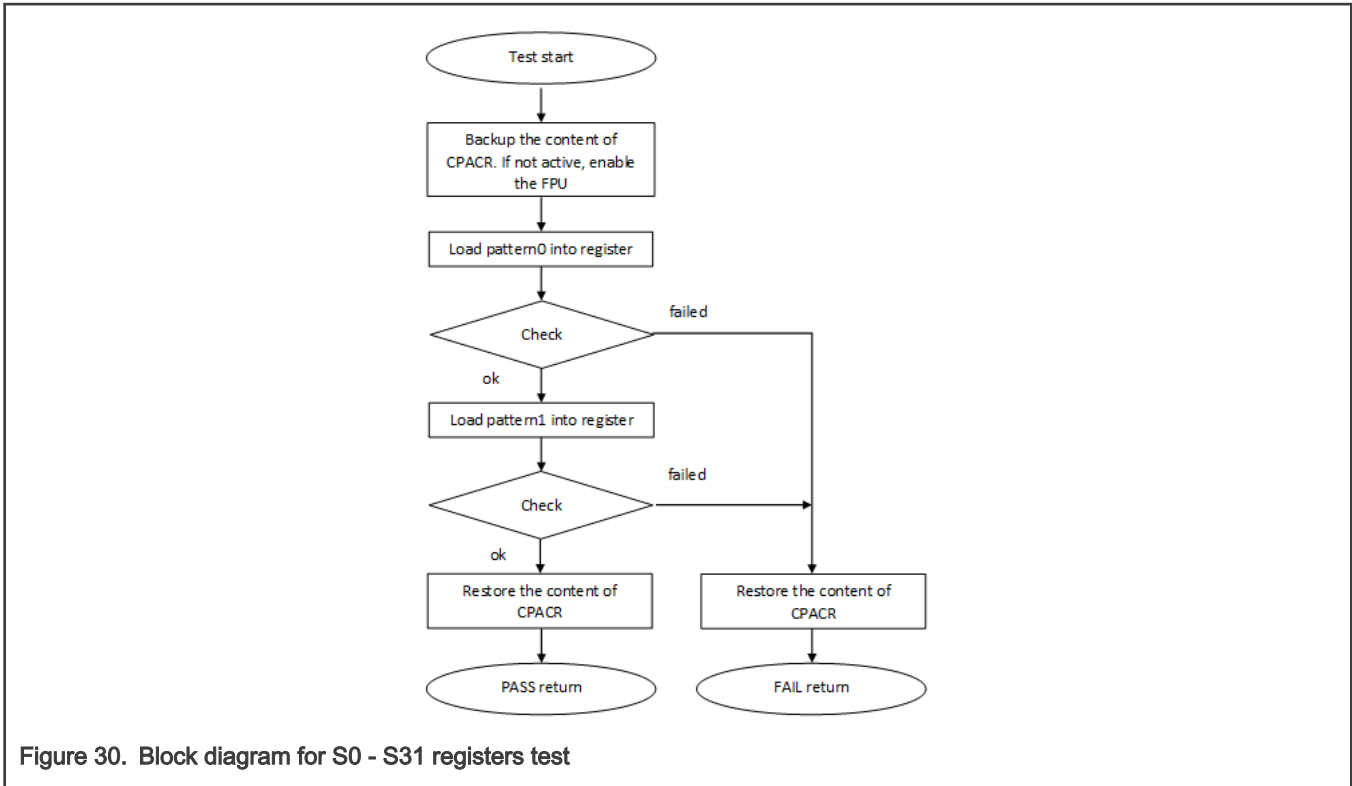 Test start
Backup the content of
CPACR. If not active, enable
the FPU
Load pattern0 into register
failed
Check
ok
Load pattern1 into register
failed
Check
ok
Restore the content of
CPACR
Restore the content of
CPACR
PASS return
FAIL return
Figure 30. Block diagram for S0 - S31 registers test